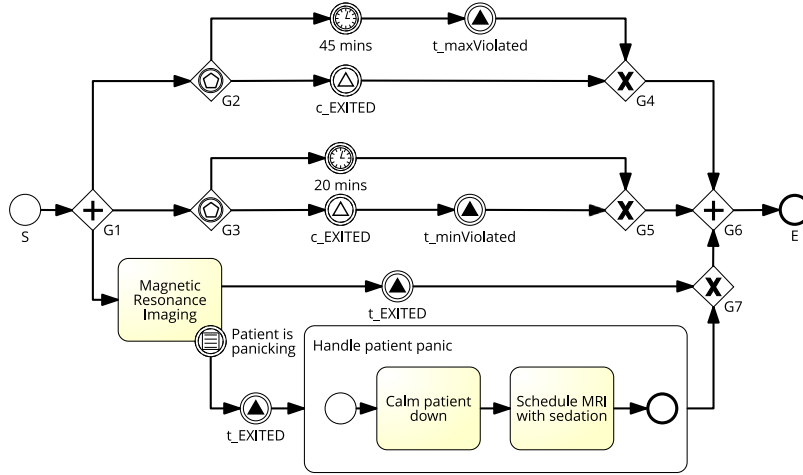 45 mins
t_maxViolated
G2
c_EXITED
G4
20 mins
S
G1
G3
c_EXITED
t_minViolated
G5
G6
E
Magnetic
Resonance
Imaging
t_EXITED
G7
Patient is
panicking
Handle patient panic
Calm patient
down
Schedule MRI
with sedation
t_EXITED